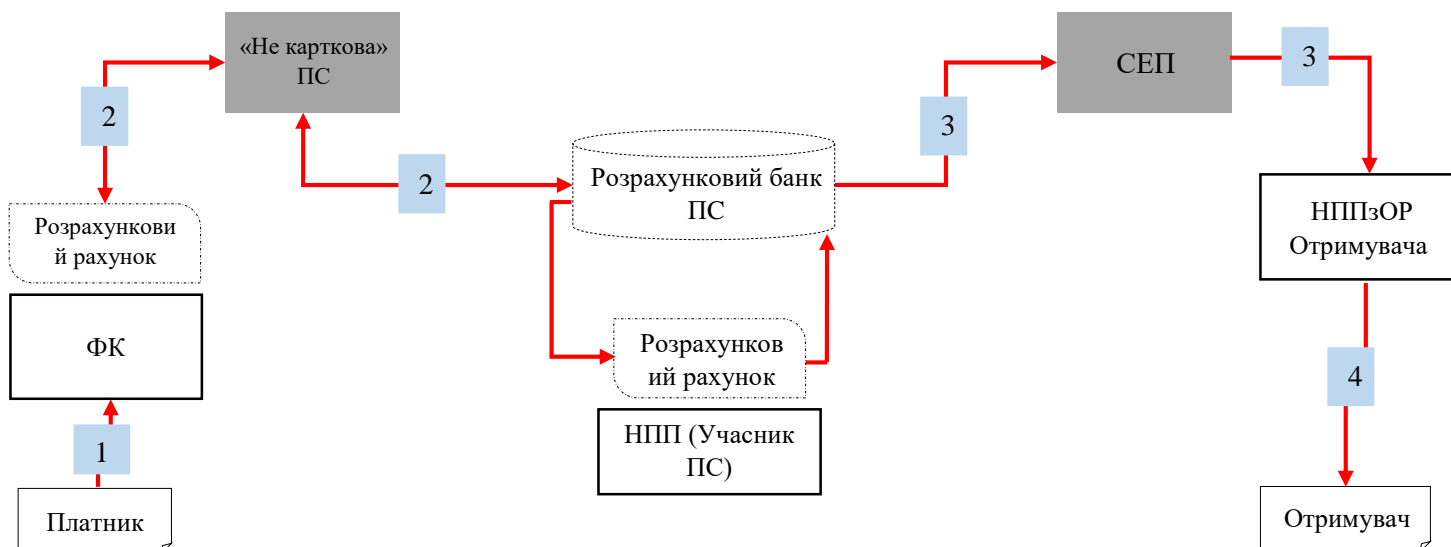 «Не карткова»
ПС
СЕП
3
2
3
2
Розрахунковий банк
ПС
НППзОР
Отримувача
Розрахункови
й рахунок
ФК
Розрахунков
ий рахунок
4
НПП (Учасник
ПС)
1
Платник
Отримувач